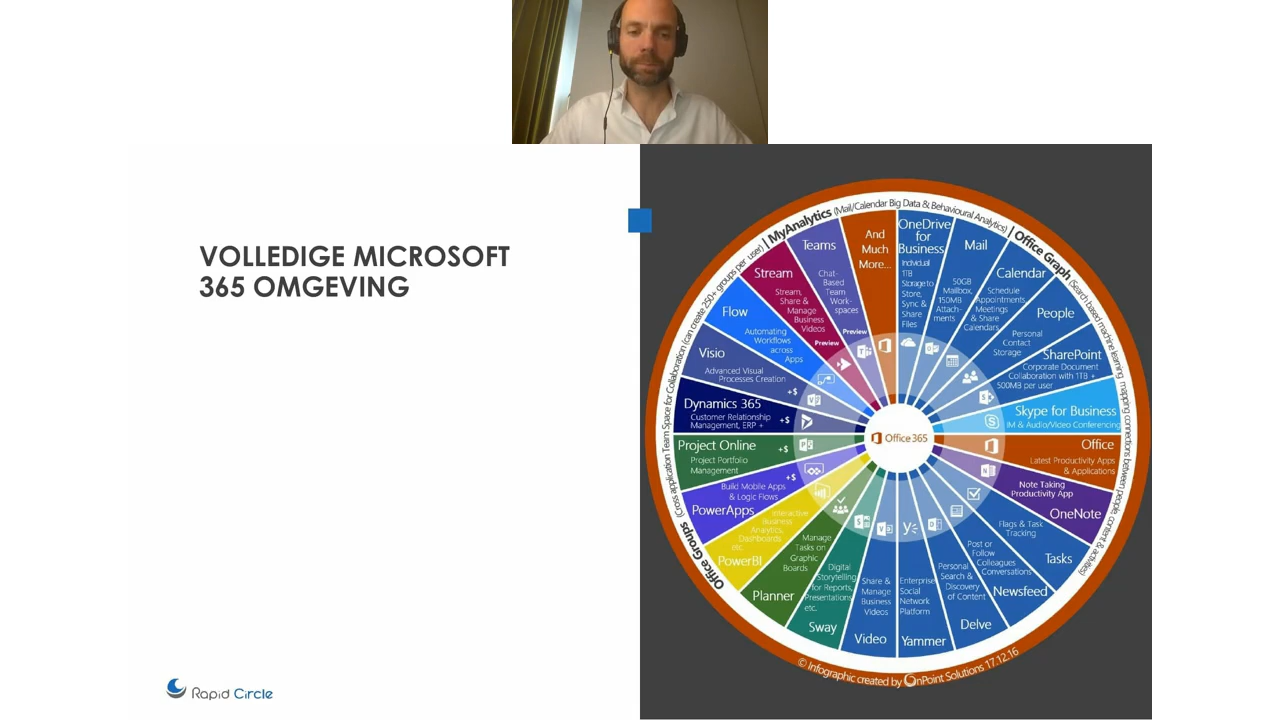 VOLLEDIGE MICROSOFT
365 OMGEVING
Rapid Circle
| MyAnalytics (Mail/Calendar Big Data & Behavioural Analytics)
| Office Graph (Search based machine learning, mapping connections between people, content & activities)
Office Groups (Cross application Team Space for Collaboration (can create 250+ groups per user)
Office 365
And
Much
More...
OneDrive
for
Business
Individual
1TB
Storage to
Store,
Sync &
Share
Files
Mail
50GB
Mailbox,
150MB
Attach-
ments
Calendar
Schedule
Appointments,
Meetings
& Share
Calendars
People
Personal
Contact
Storage
SharePoint
Corporate Document
Collaboration with 1TB +
500MB per user
Skype for Business
IM & Audio/Video Conferencing
Office
Latest Productivity Apps
& Applications
Note Taking
Productivity App
OneNote
Flags & Task
Tracking
Tasks
Post or
Follow
Colleagues
Conversations
Newsfeed
Personal
Search &
Discovery
of Content
Delve
Enterprise
Social
Network
Platform
Yammer
Share &
Manage
Business
Videos
Video
Digital
Storytelling
for Reports,
Presentations
etc.
Sway
Manage
Tasks on
Graphic
Boards
Planner
Interactive
Business
Analytics,
Dashboards
etc.
PowerBI
+$
Build Mobile Apps
& Logic Flows
PowerApps
Project Online
+$
Project Portfolio
Management
Dynamics 365
Customer Relationship
Management, ERP +
+$
Visio
Advanced Visual
Processes Creation
+$
Flow
Automating
Workflows
across
Apps
Stream
Stream,
Share &
Manage
Business
Videos
Preview
Teams
Chat-
Based
Team
Work-
spaces
Preview
© Infographic created by OnPoint Solutions 17.12.16